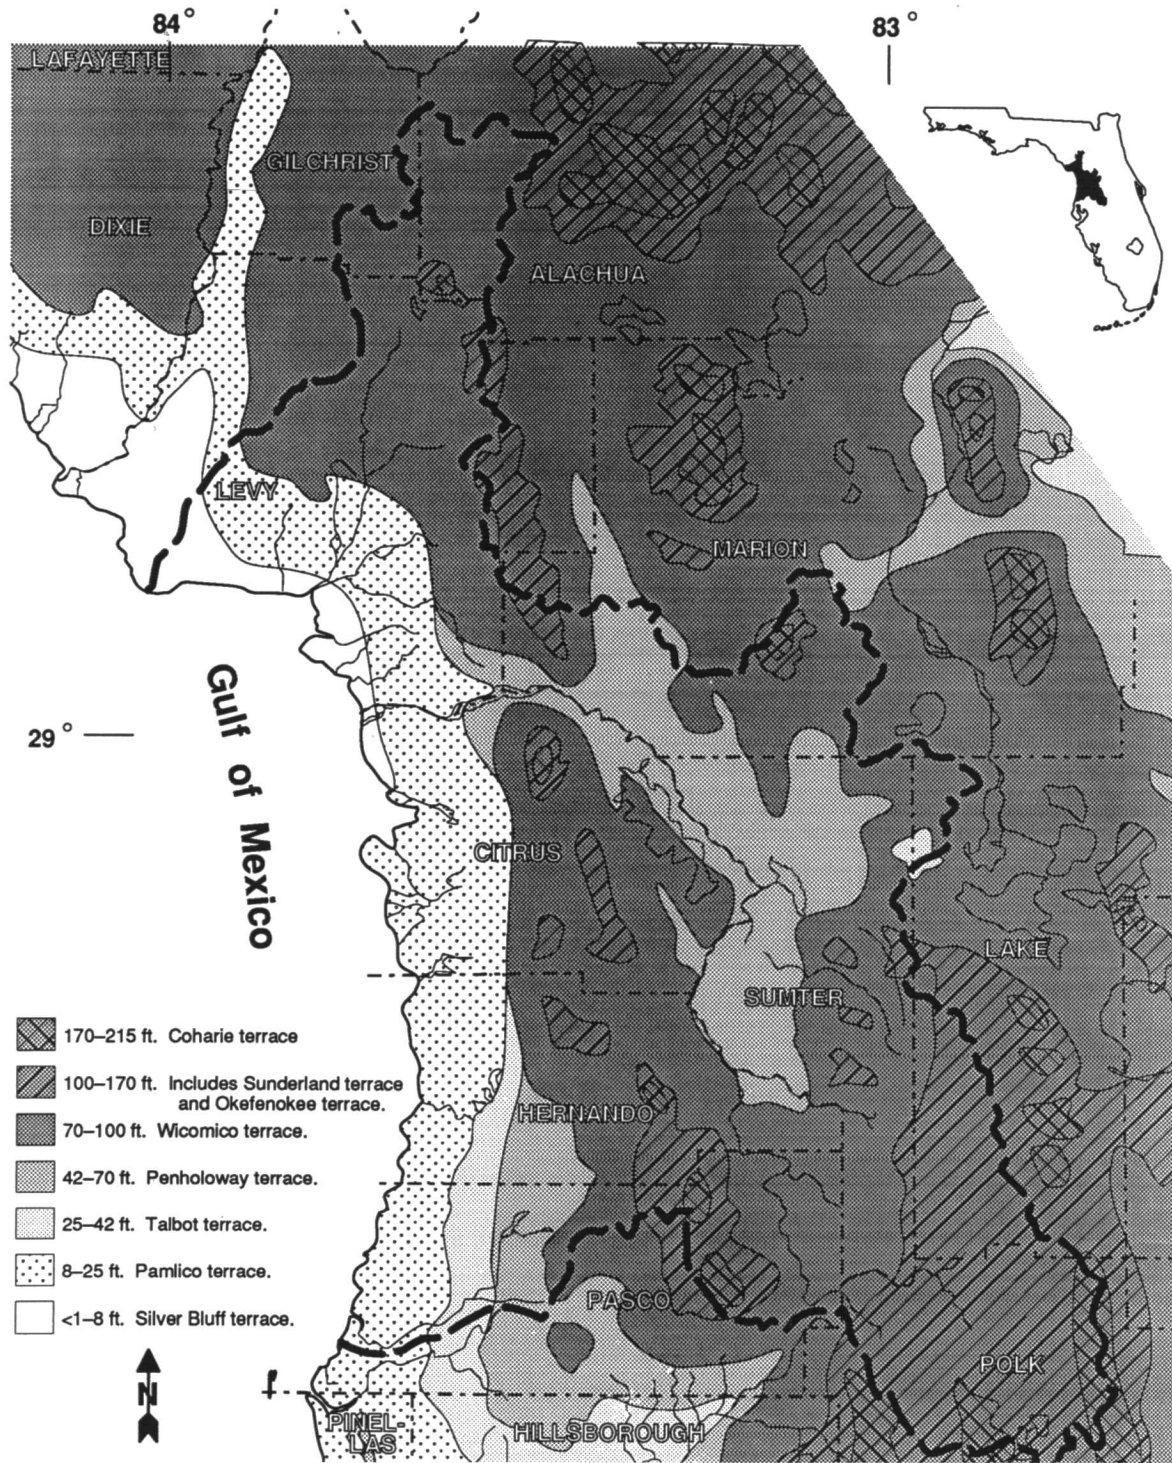 84°
83°
LAFAYETTE
GILCHRIST
DIXIE
ALACHUA
LEVY
MARION
Gulf of Mexico
29°
CITRUS
LAKE
SUMTER
170–215 ft. Coharie terrace
100–170 ft. Includes Sunderland terrace
and Okefenokee terrace.
HERNANDO
70–100 ft. Wicomico terrace.
42–70 ft. Penholoway terrace.
25–42 ft. Talbot terrace.
8–25 ft. Pamlico terrace.
PASCO
<1–8 ft. Silver Bluff terrace.
POLK
N
PINEL-
LAS
HILLSBOROUGH